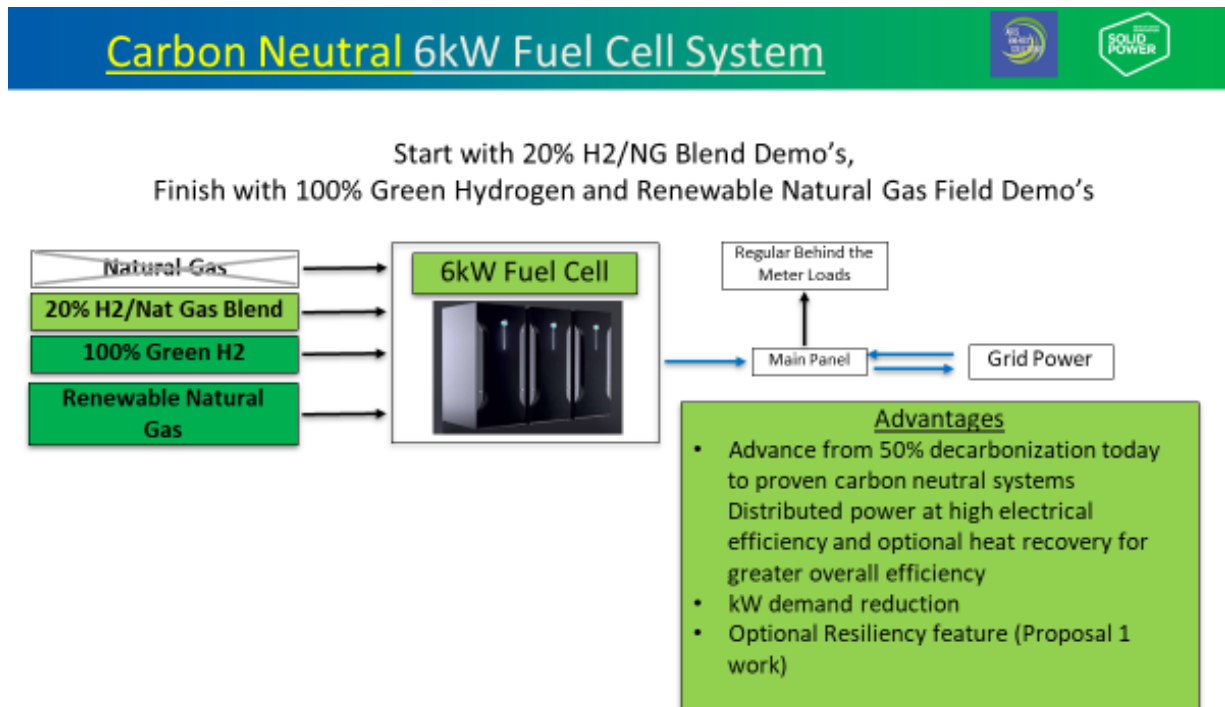 Carbon Neutral 6kW Fuel Cell System
SOLID
POWER
Start with 20% H2/NG Blend Demo's,
Finish with 100% Green Hydrogen and Renewable Natural Gas Field Demo's
Natural Gas
20% H2/Nat Gas Blend
100% Green H2
Renewable Natural
Gas
6kW Fuel Cell
Regular Behind the
Meter Loads
Main Panel
Grid Power
Advantages
• Advance from 50% decarbonization today
to proven carbon neutral systems
Distributed power at high electrical
efficiency and optional heat recovery for
greater overall efficiency
• kW demand reduction
• Optional Resiliency feature (Proposal 1
work)